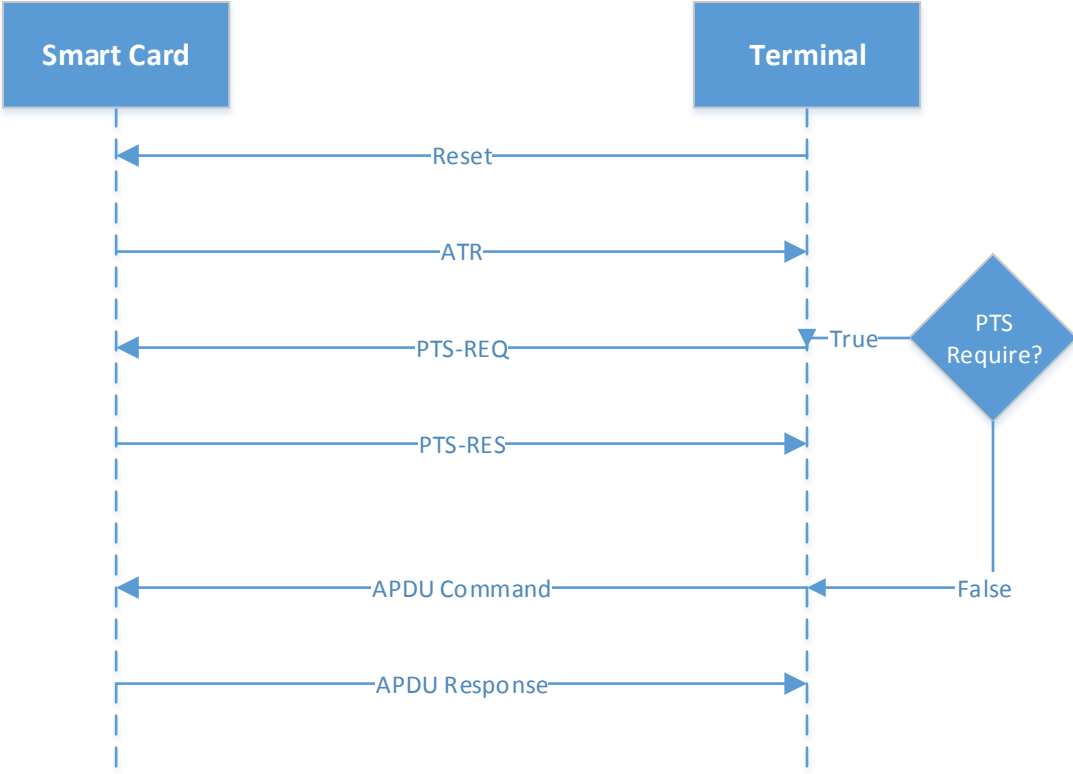 Smart Card
Terminal
Reset
ATR
PTS
Require?
True
PTS-REQ
PTS-RES
APDU Command
False
APDU Response